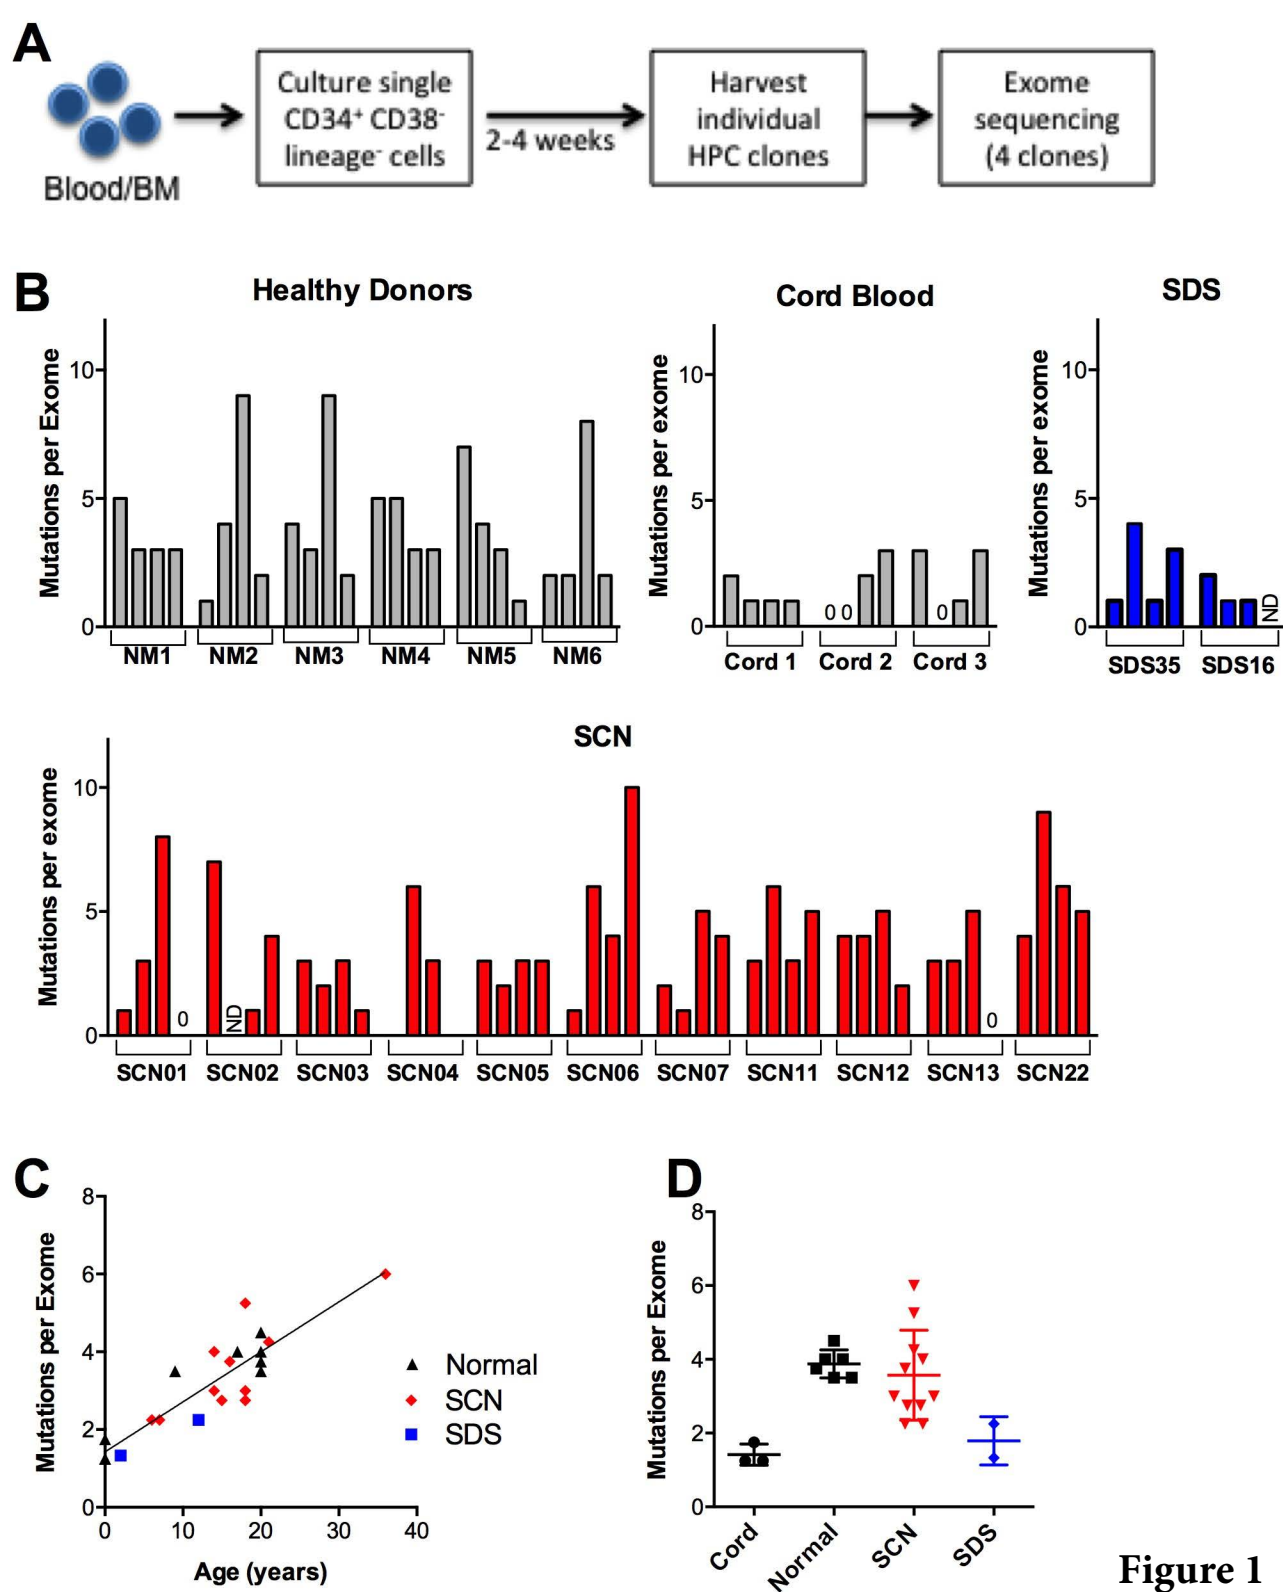 A
Blood/BM
Culture single
CD34⁺ CD38⁻
lineage⁻ cells
2-4 weeks
Harvest
individual
HPC clones
Exome
sequencing
(4 clones)
B
Healthy Donors
Mutations per Exome
10
5
0
NM1 NM2 NM3 NM4 NM5 NM6
Cord Blood
Mutations per exome
10
5
0
0 0 0
Cord 1 Cord 2 Cord 3
SDS
Mutations per exome
10
5
0
ND
SDS35 SDS16
SCN
Mutations per exome
10
5
0
0 ND 0
SCN01 SCN02 SCN03 SCN04 SCN05 SCN06 SCN07 SCN11 SCN12 SCN13 SCN22
C
Mutations per Exome
8
6
4
2
0
0 10 20 30 40
Age (years)
Normal
SCN
SDS
D
Mutations per Exome
8
6
4
2
0
Cord Normal SCN SDS
Figure 1